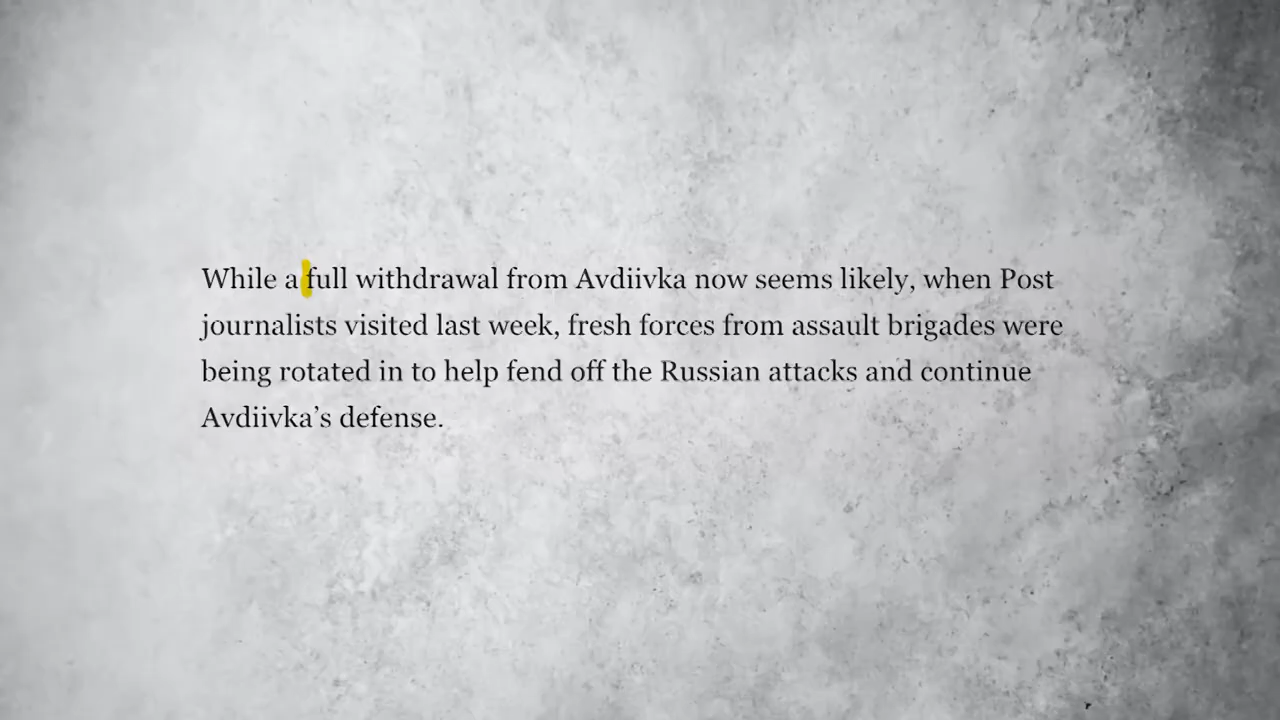 While a full withdrawal from Avdiivka now seems likely, when Post
journalists visited last week, fresh forces from assault brigades were
being rotated in to help fend off the Russian attacks and continue
Avdiivka’s defense.